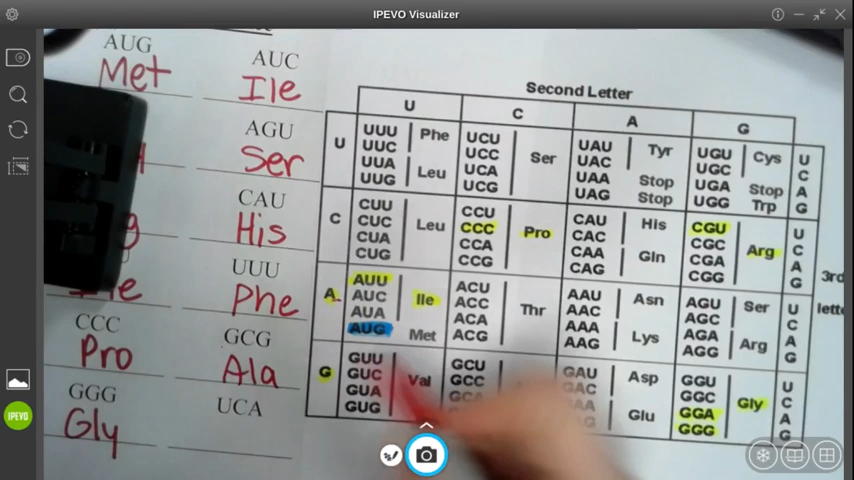 IPEVO Visualizer
AUG
Met
AUC
Ile
AGU
Ser
CAU
His
UUU
Phe
CCC
Pro
GCG
Ala
GGG
Gly
UCA
Second Letter
U C A G
U
UUU Phe UCU Ser UAU Tyr UGU Cys U
UUC UCC UAC UGC C
UUA Leu UCA UAA Stop UGA Stop A
UUG UCG UAG Stop UGG Trp G
C
CUU Leu CCU Pro CAU His CGU Arg U
CUC CCC CAC CGC C
CUA CCA CAA Gln CGA A
CUG CCG CAG CGG G
3rd
A
AUU Ile ACU Thr AAU Asn AGU Ser U
AUC ACC AAC AGC C
AUA ACA AAA Lys AGA Arg A
AUG Met ACG AAG AGG G
G
GUU Val GCU GAU Asp GGU Gly U
GUC GCC GAC GGC C
GUA GCA Glu GGA A
GUG GGG G
IPEVO